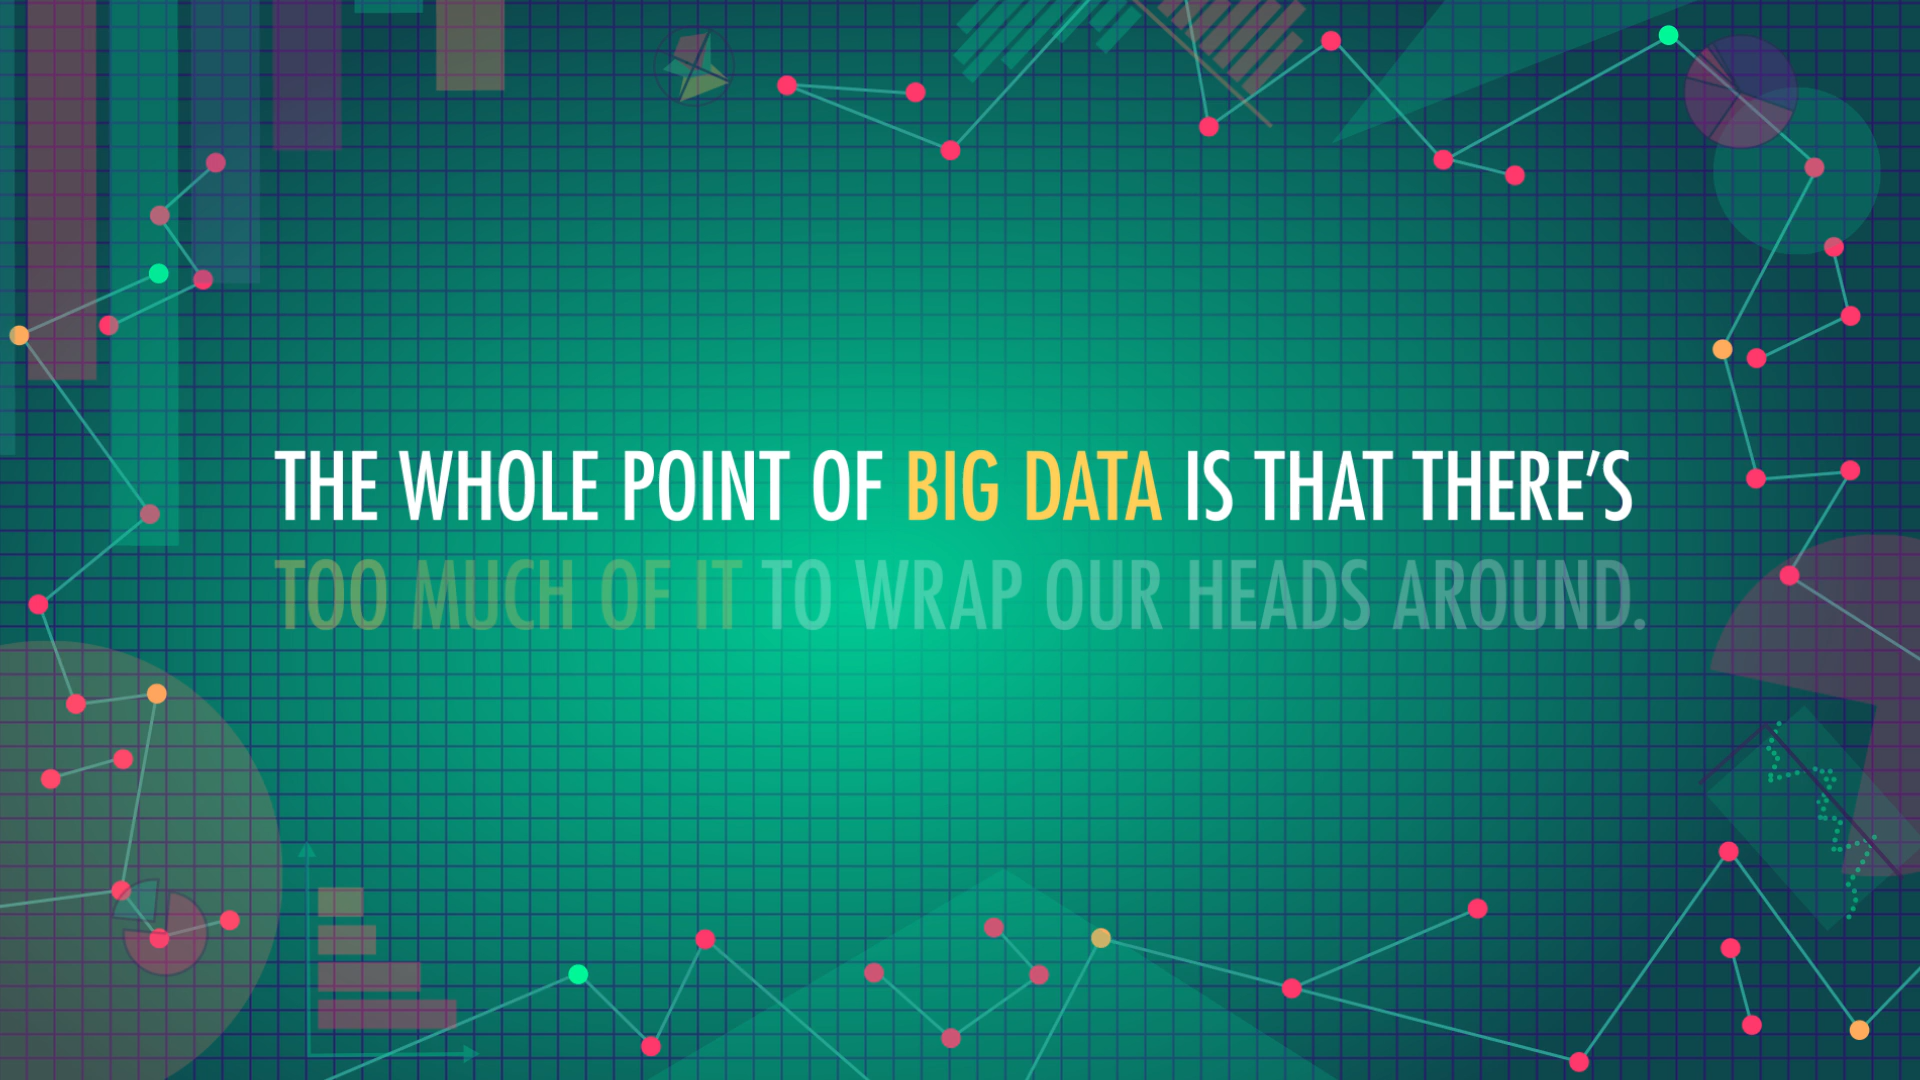 THE WHOLE POINT OF BIG DATA IS THAT THERE’S
TOO MUCH OF IT TO WRAP OUR HEADS AROUND.